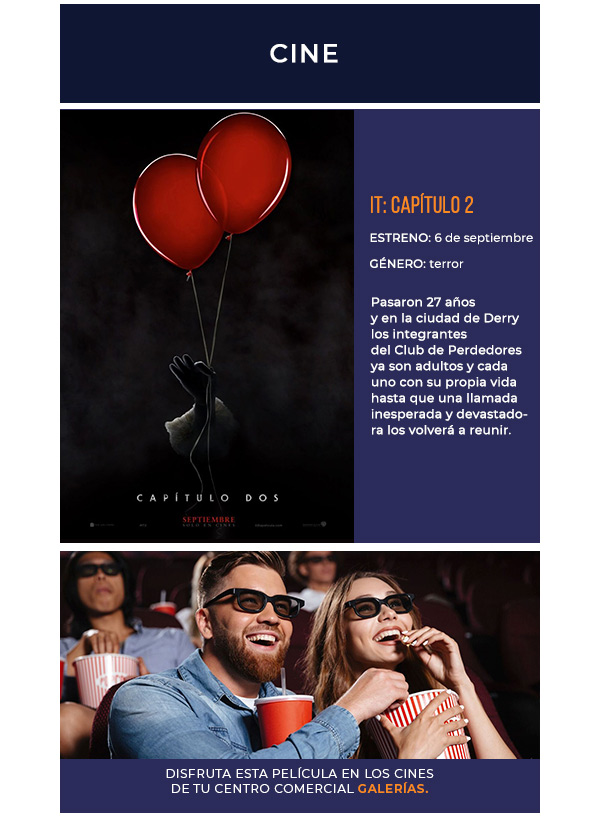 CINE
IT: CAPÍTULO 2
ESTRENO: 6 de septiembre
GÉNERO: terror
Pasaron 27 años
y en la ciudad de Derry
los integrantes
del Club de Perdedores
ya son adultos y cada
uno con su propia vida
hasta que una llamada
inesperada y devastado-
ra los volverá a reunir.
CAPÍTULO DOS
SEPTIEMBRE
SOLO EN CINES
DISFRUTA ESTA PELÍCULA EN LOS CINES
DE TU CENTRO COMERCIAL GALERÍAS.